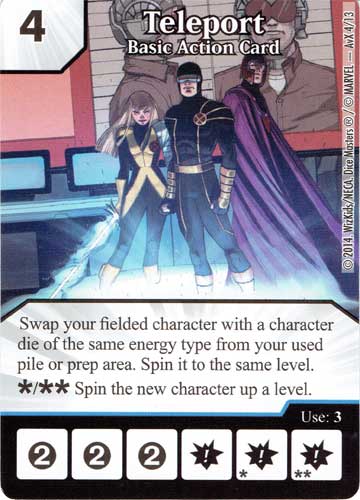 4
Teleport
Basic Action Card
© 2014 WizKids/NECA, Dice Masters ® / © MARVEL — AvX 4/13
Swap your fielded character with a character
die of the same energy type from your used
pile or prep area. Spin it to the same level.
*/** Spin the new character up a level.
Use: 3
2 2 2 ! ! !
* **